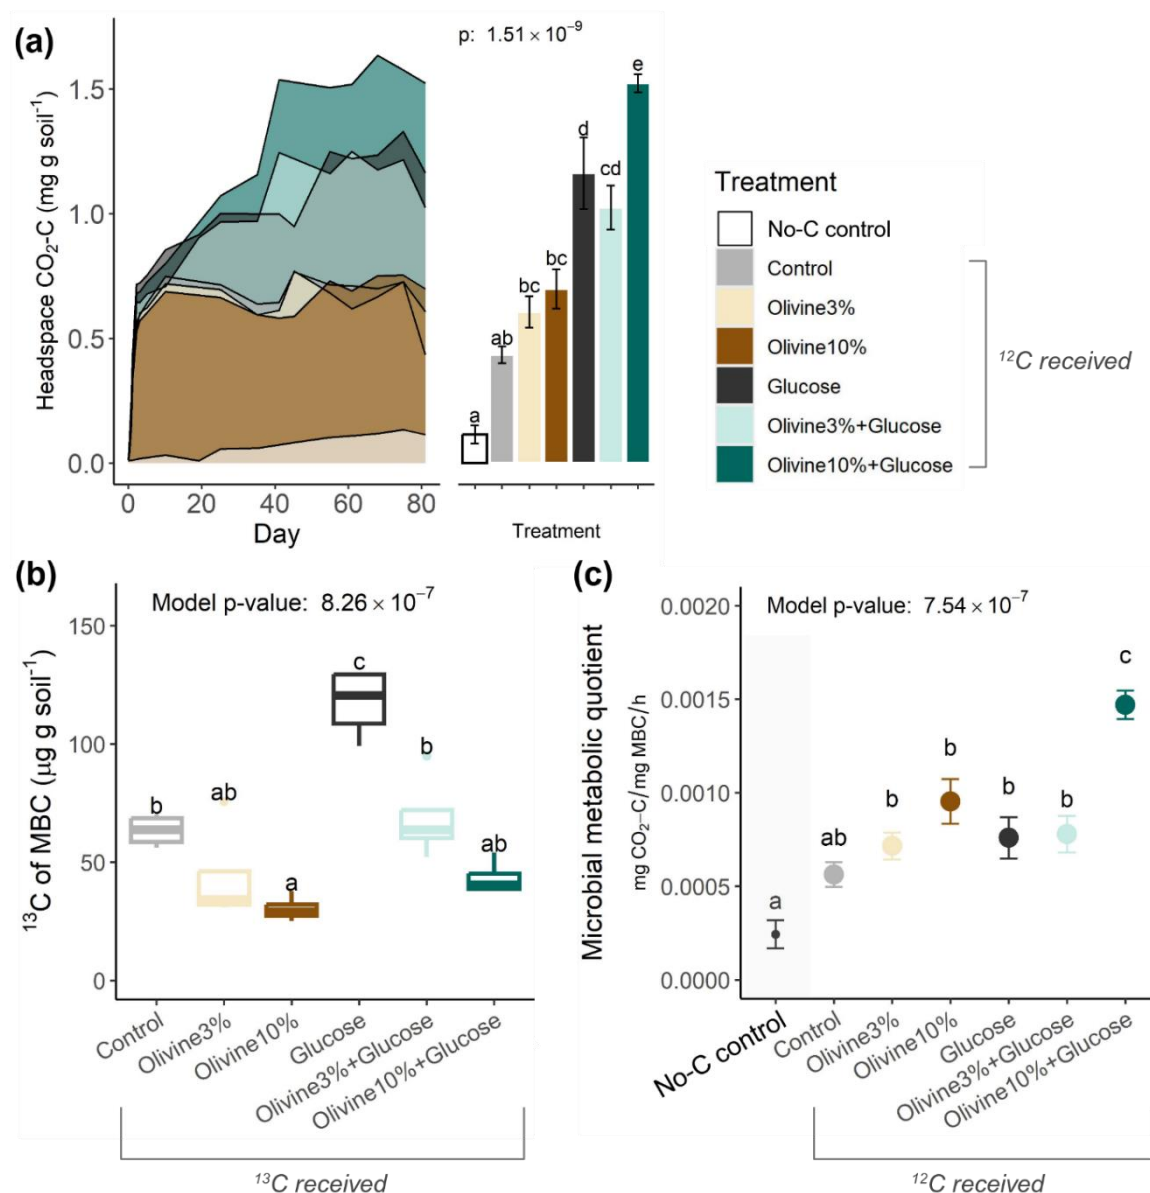 (a)
Headspace CO₂-C (mg g soil⁻¹)
1.5
1.0
0.5
0.0
0 20 40 60 80
Day
p: 1.51 × 10⁻⁹
a
ab
bc
bc
d
cd
e
Treatment
Treatment
No-C control
Control
Olivine3%
Olivine10%
Glucose
Olivine3%+Glucose
Olivine10%+Glucose
¹²C received
(b)
Model p-value: 8.26 × 10⁻⁷
¹³C of MBC (µg g soil⁻¹)
150
100
50
0
b
ab
a
c
b
ab
Control
Olivine3%
Olivine10%
Glucose
Olivine3%+Glucose
Olivine10%+Glucose
¹³C received
(c)
Model p-value: 7.54 × 10⁻⁷
Microbial metabolic quotient
mg CO₂–C/mg MBC/h
0.0020
0.0015
0.0010
0.0005
0.0000
a
ab
b
b
b
b
c
No-C control
Control
Olivine3%
Olivine10%
Glucose
Olivine3%+Glucose
Olivine10%+Glucose
¹²C received